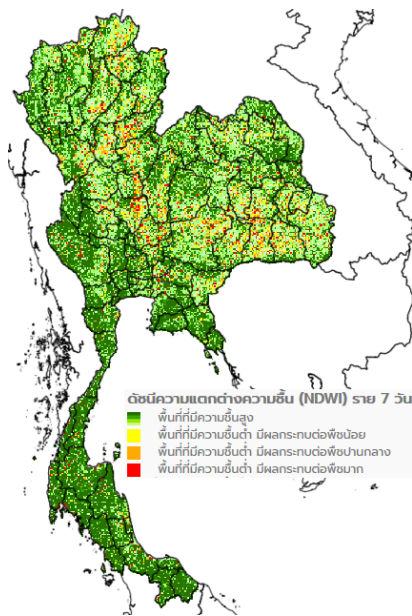 ดัชนีความแตกต่างความชื้น (NDWI) ราย 7 วัน
พื้นที่ที่มีความชื้นสูง
พื้นที่ที่มีความชื้นต่ำ มีผลกระทบต่อพืชน้อย
พื้นที่ที่มีความชื้นต่ำ มีผลกระทบต่อพืชปานกลาง
พื้นที่ที่มีความชื้นต่ำ มีผลกระทบต่อพืชมาก